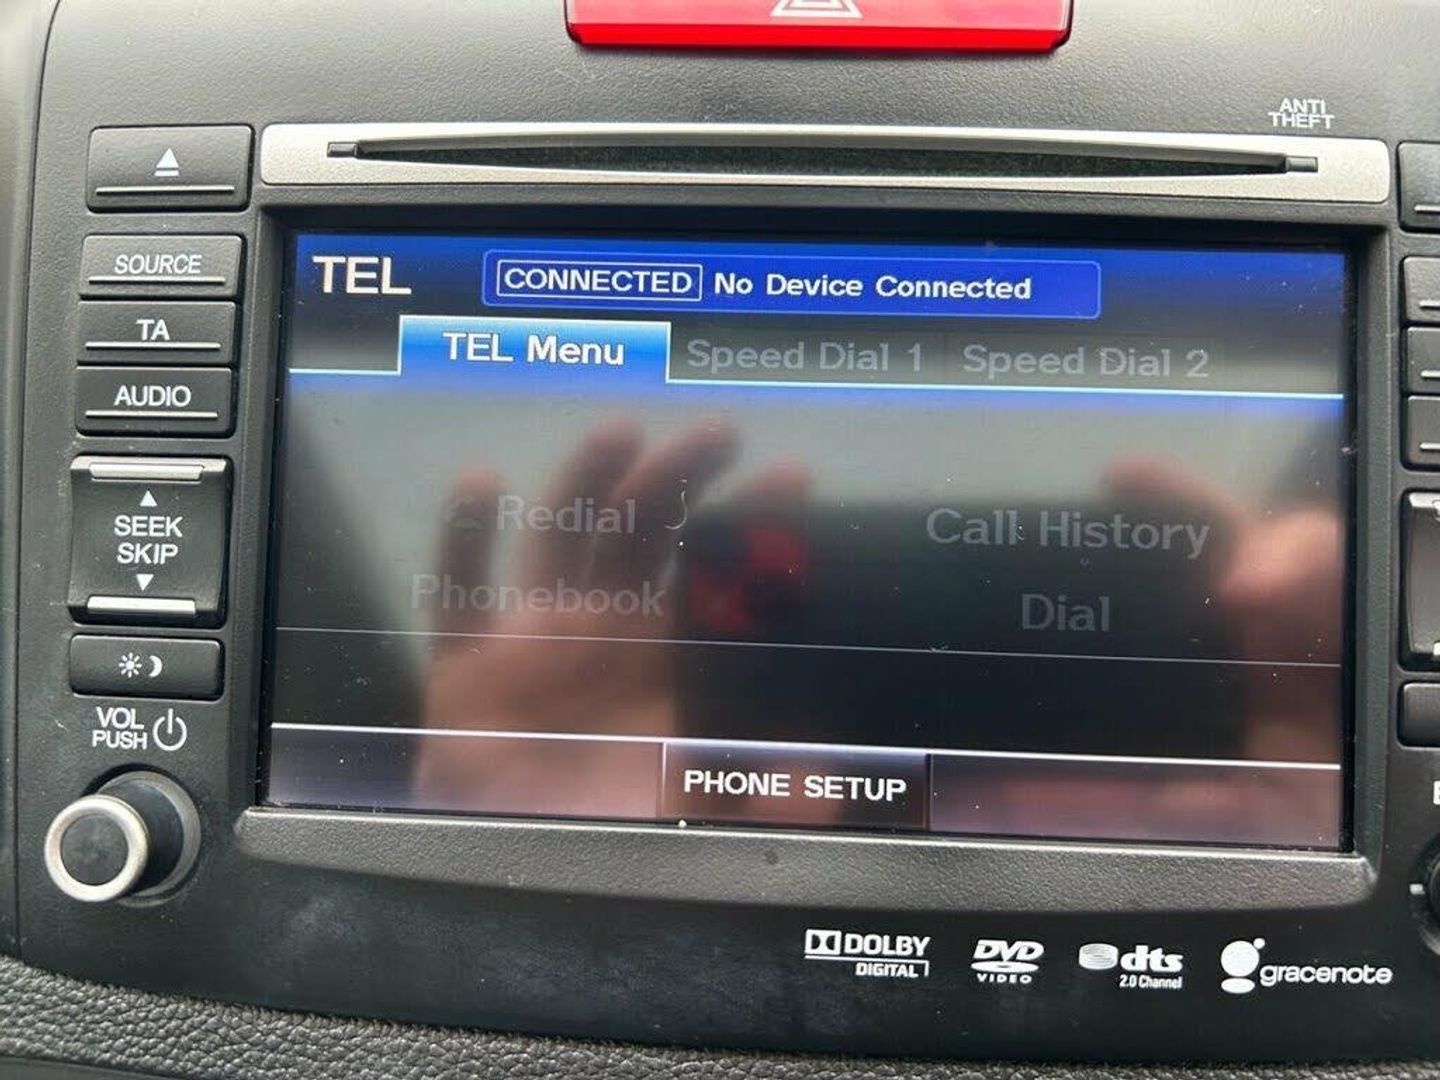 ANTI
THEFT
SOURCE
TA
AUDIO
SEEK
SKIP
VOL
PUSH
TEL
CONNECTED No Device Connected
TEL Menu Speed Dial 1 Speed Dial 2
Redial Call History
Phonebook Dial
PHONE SETUP
DOLBY
DIGITAL
DVD
VIDEO
dts
2.0 Channel
gracenote